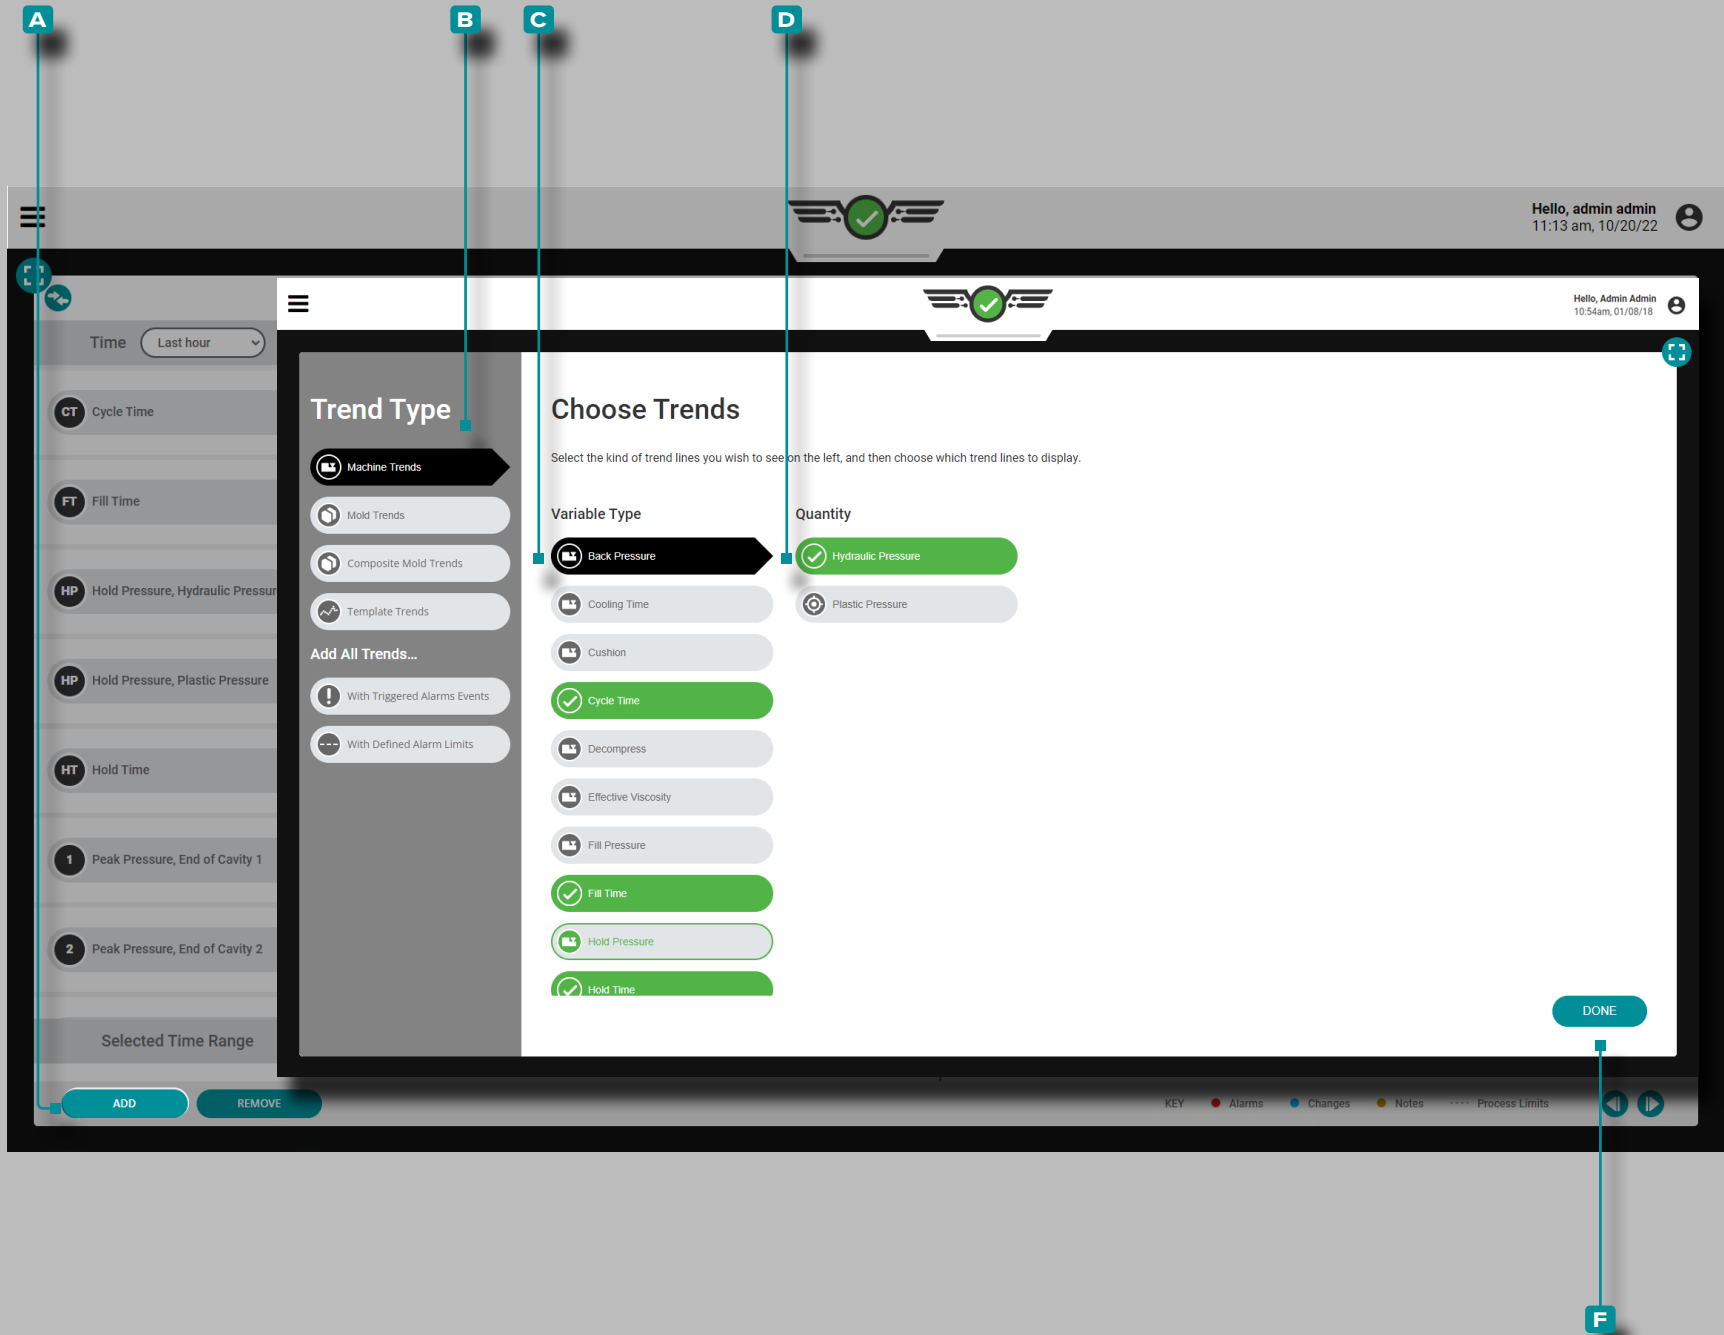 A
B
C
D
Hello, admin admin
11:13 am, 10/20/22
Time
Last hour
CT
Cycle Time
FT
Fill Time
HP
Hold Pressure, Hydraulic Pressur
HP
Hold Pressure, Plastic Pressure
HT
Hold Time
1
Peak Pressure, End of Cavity 1
2
Peak Pressure, End of Cavity 2
Selected Time Range
ADD
REMOVE
Hello, Admin Admin
10:54am, 01/08/18
Trend Type
Machine Trends
Mold Trends
Composite Mold Trends
Template Trends
Add All Trends...
With Triggered Alarms Events
With Defined Alarm Limits
Choose Trends
Select the kind of trend lines you wish to see on the left, and then choose which trend lines to display.
Variable Type
Back Pressure
Cooling Time
Cushion
Cycle Time
Decompress
Effective Viscosity
Fill Pressure
Fill Time
Hold Pressure
Hold Time
Quantity
Hydraulic Pressure
Plastic Pressure
DONE
KEY
Alarms
Changes
Notes
Process Limits
F